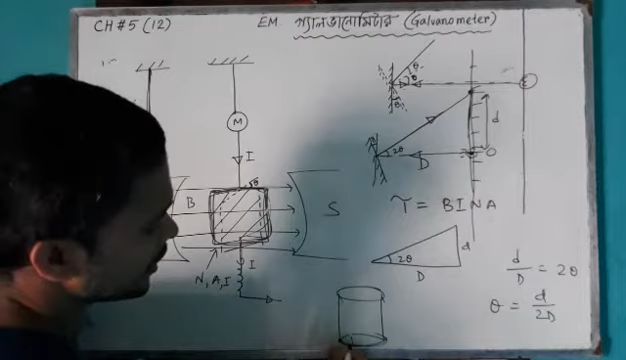 CH # 5 (12)
EM. গ্যালভানোমিটার (Galvanometer)
M
I
B
S
N, A, I
I
θ
θ
θ
2θ
D
O
d
τ = BINA
2θ
D
d
d/D = 2θ
θ = d/2D